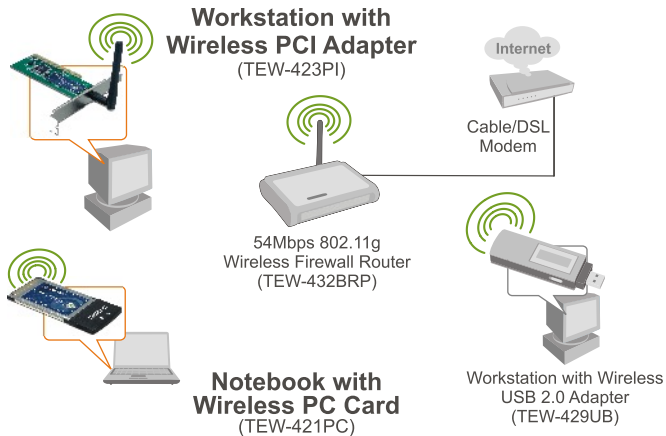 Workstation with
Wireless PCI Adapter
(TEW-423PI)
Internet
Cable/DSL
Modem
54Mbps 802.11g
Wireless Firewall Router
(TEW-432BRP)
Workstation with Wireless
USB 2.0 Adapter
(TEW-429UB)
Notebook with
Wireless PC Card
(TEW-421PC)